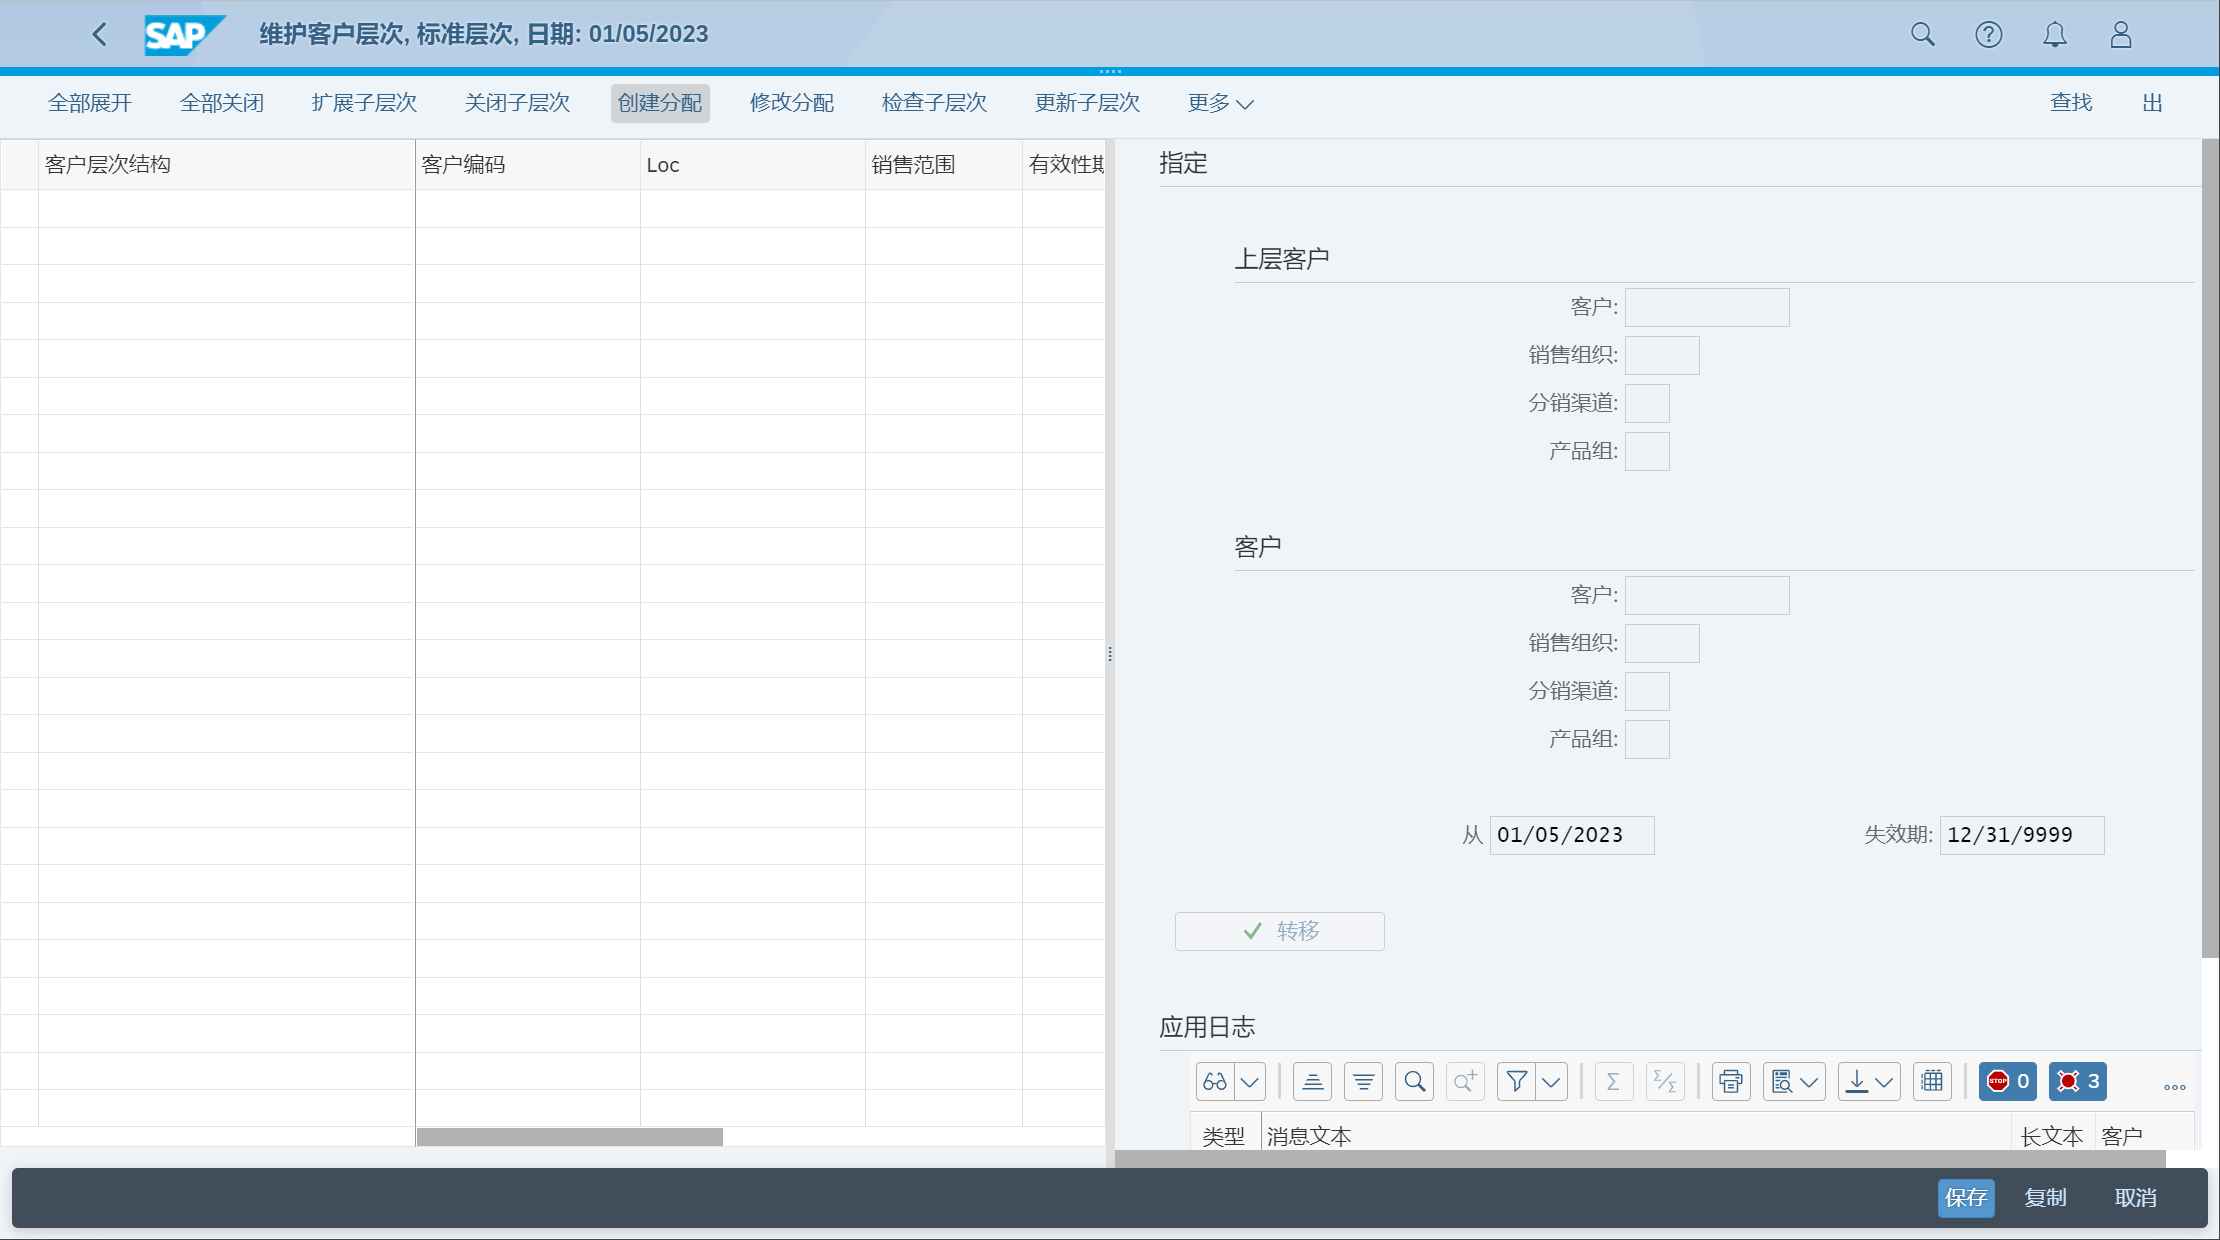 SAP 维护客户层次, 标准层次, 日期: 01/05/2023
全部展开 全部关闭 扩展子层次 关闭子层次 创建分配 修改分配 检查子层次 更新子层次 更多 查找 出
客户层次结构 客户编码 Loc 销售范围 有效性期
指定
上层客户
客户:
销售组织:
分销渠道:
产品组:
客户
客户:
销售组织:
分销渠道:
产品组:
从 01/05/2023 失效期: 12/31/9999
转移
应用日志
STOP 0 3
类型 消息文本 长文本 客户
保存 复制 取消